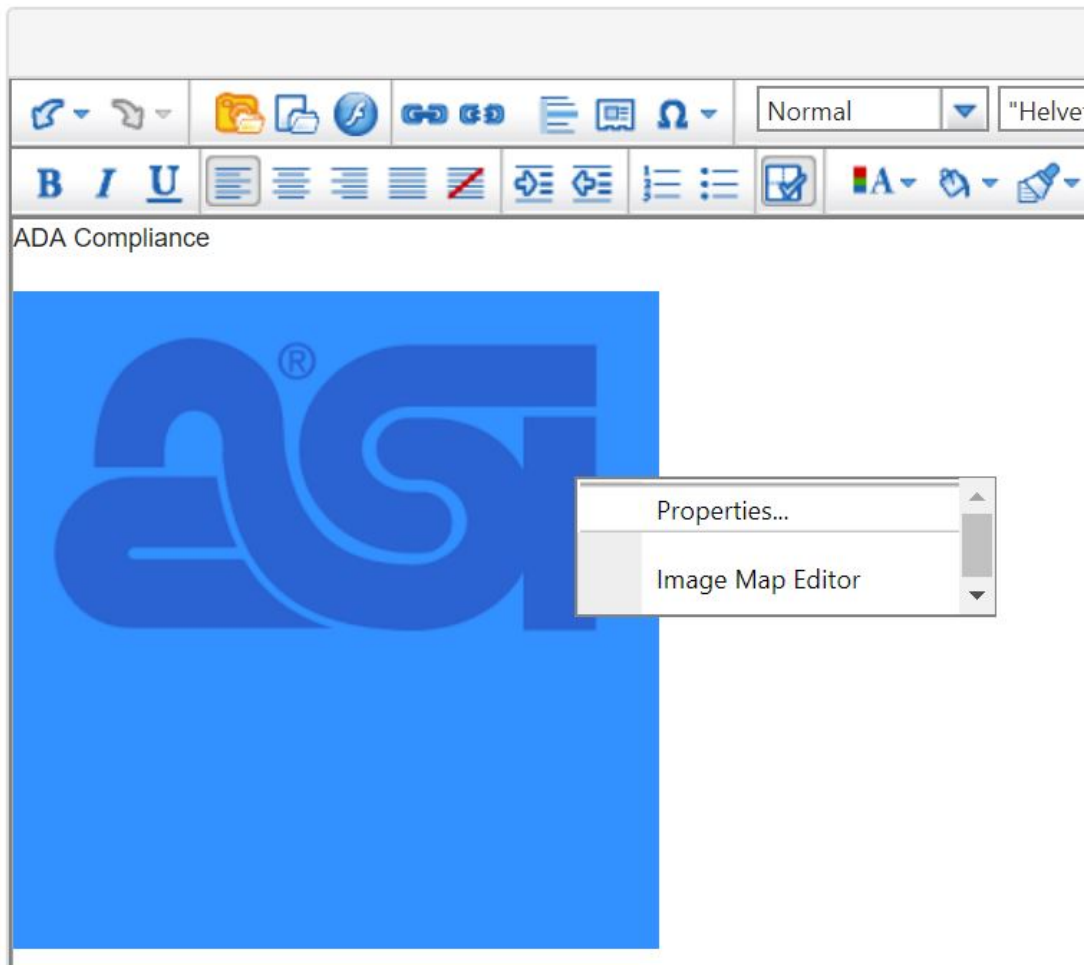 Ω
Normal
"Helve
B I U
A
ADA Compliance
®
asi
Properties...
Image Map Editor